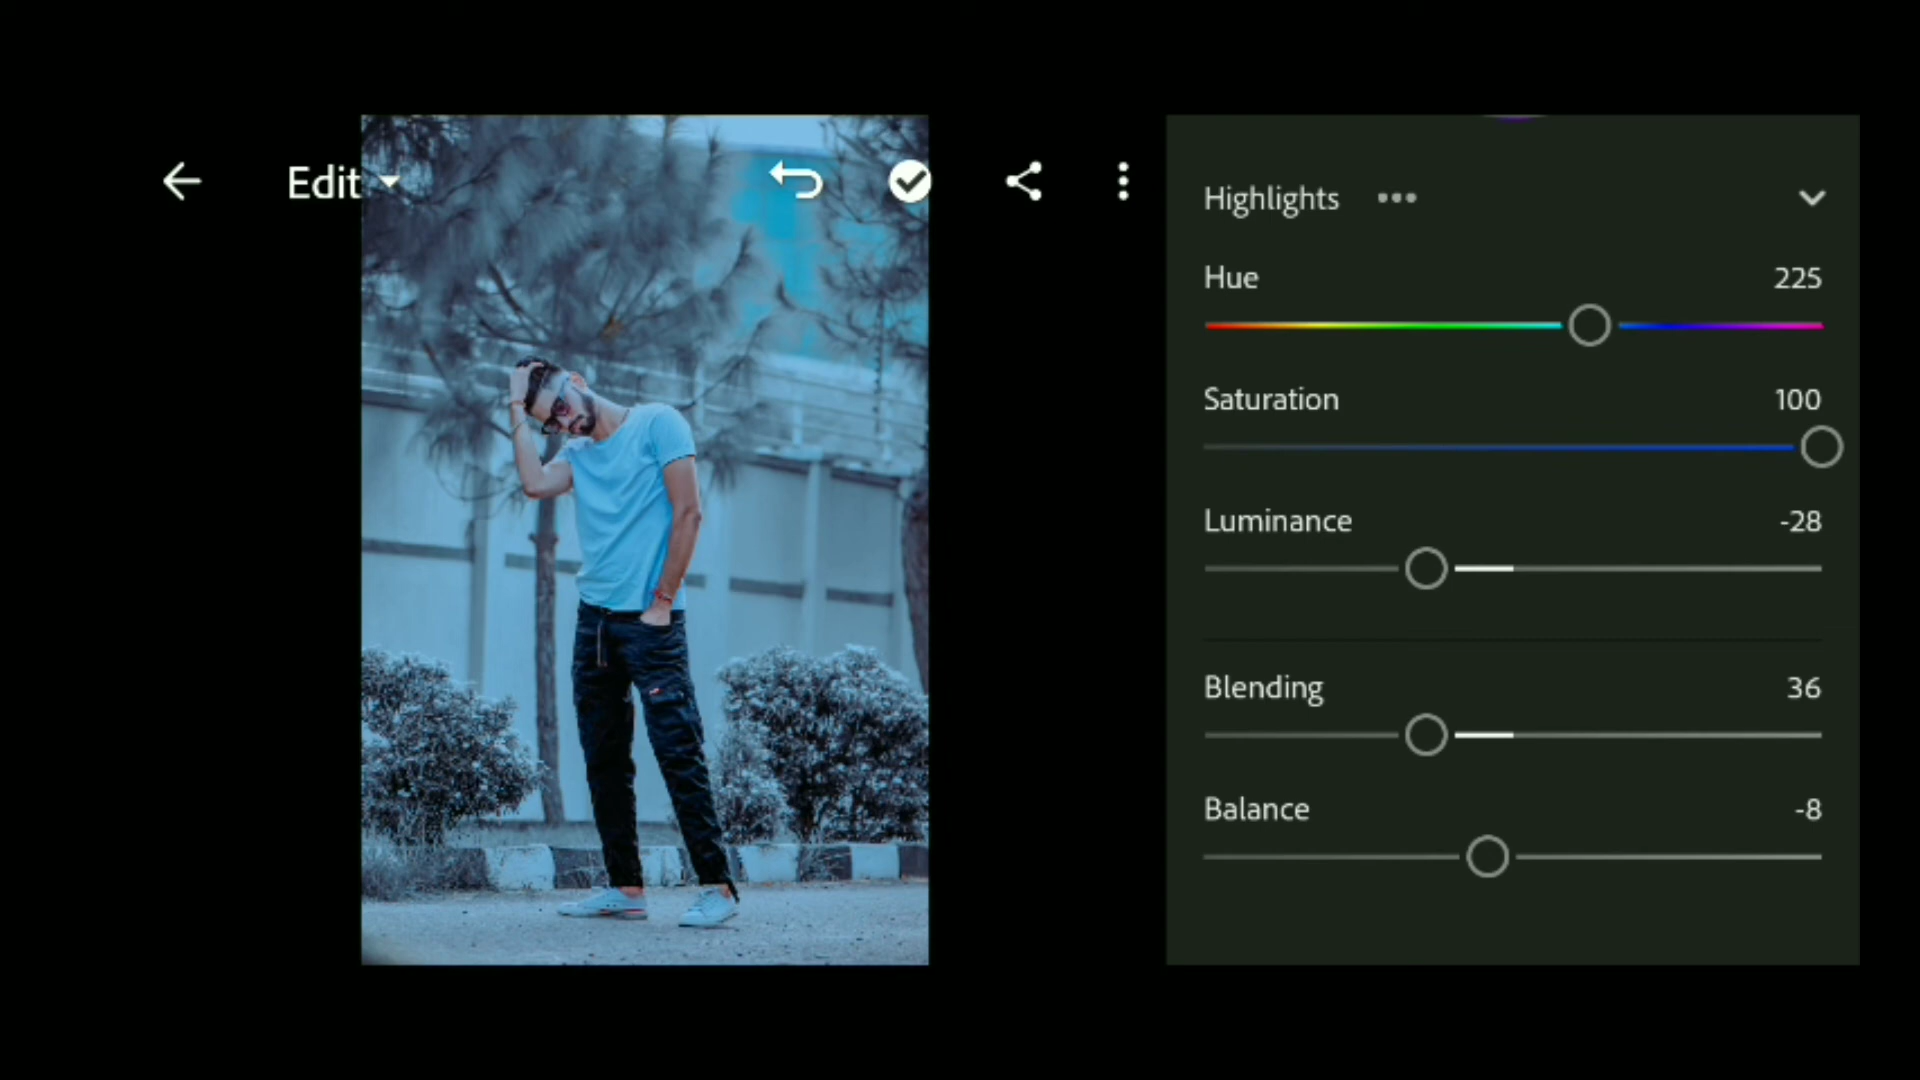 Edit
Highlights
Hue 225
Saturation 100
Luminance -28
Blending 36
Balance -8